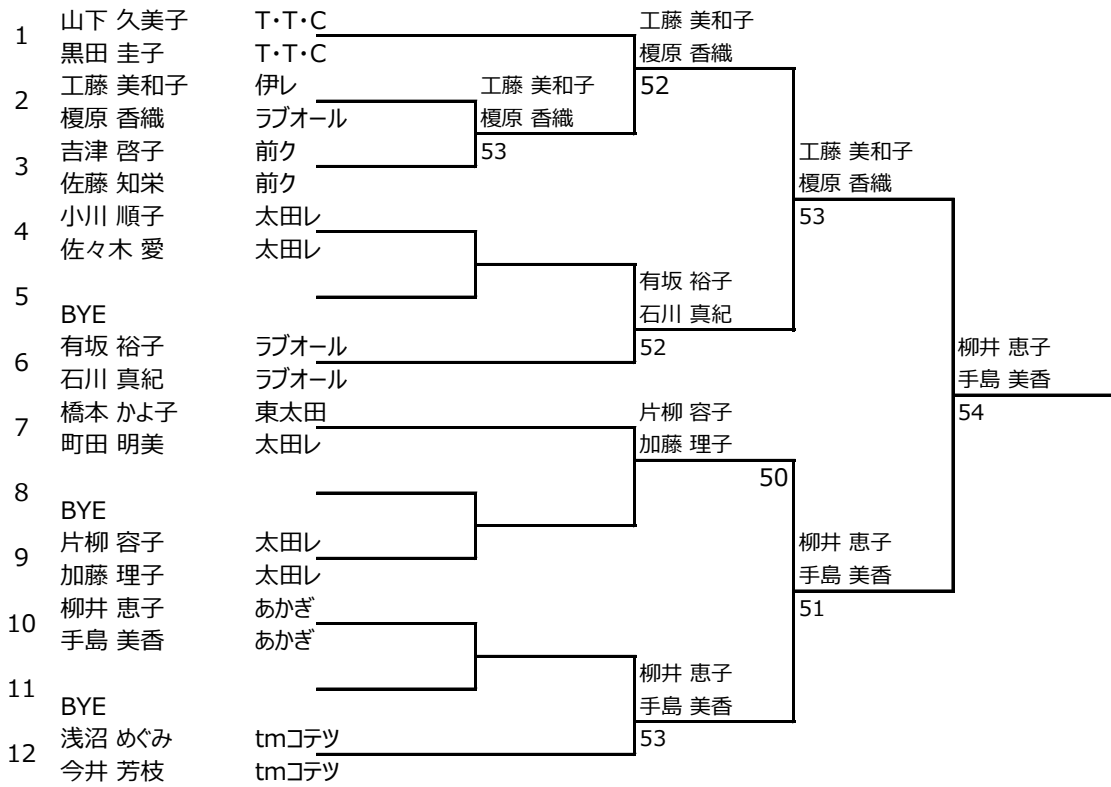 1
山下 久美子 T・T・C
黒田 圭子 T・T・C
2
工藤 美和子 伊レ
榎原 香織 ラブオール
3
吉津 啓子 前ク
佐藤 知栄 前ク
4
小川 順子 太田レ
佐々木 愛 太田レ
5
BYE
6
有坂 裕子 ラブオール
石川 真紀 ラブオール
7
橋本 かよ子 東太田
町田 明美 太田レ
8
BYE
9
片柳 容子 太田レ
加藤 理子 太田レ
10
柳井 恵子 あかぎ
手島 美香 あかぎ
11
BYE
12
浅沼 めぐみ tmコテツ
今井 芳枝 tmコテツ
工藤 美和子
榎原 香織
53
工藤 美和子
榎原 香織
52
有坂 裕子
石川 真紀
52
片柳 容子
加藤 理子
50
柳井 恵子
手島 美香
53
工藤 美和子
榎原 香織
53
柳井 恵子
手島 美香
51
柳井 恵子
手島 美香
54